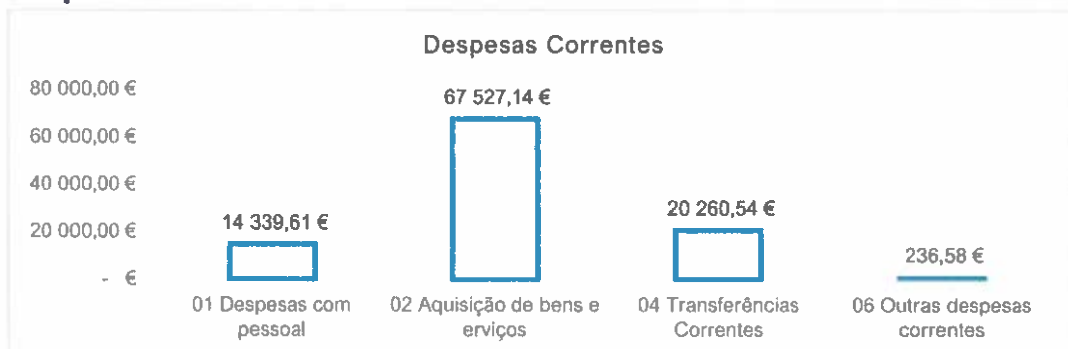 Despesas Correntes
80 000,00 €
60 000,00 €
40 000,00 €
20 000,00 €
- €
14 339,61 €
67 527,14 €
20 260,54 €
236,58 €
01 Despesas com
pessoal
02 Aquisição de bens e
erviços
04 Transferências
Correntes
06 Outras despesas
correntes